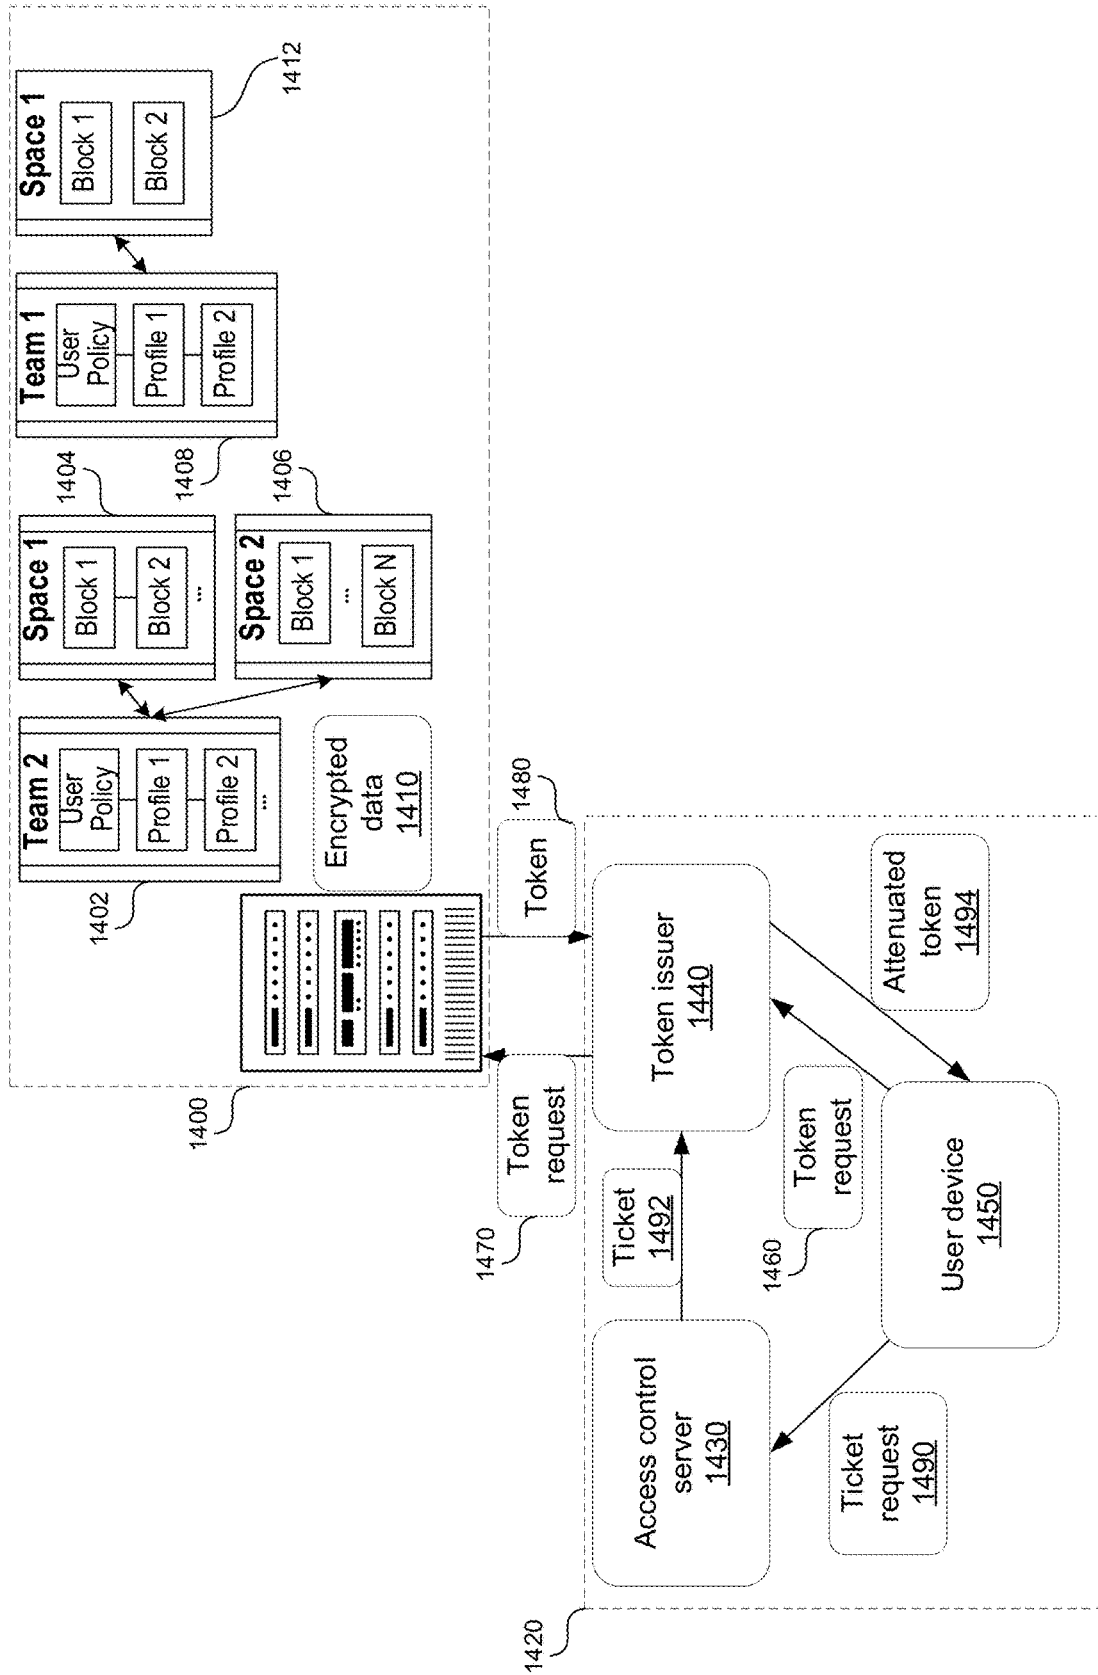 1400
1402
Team 2
User
Policy
Profile 1
Profile 2
...
Space 1
Block 1
Block 2
...
1404
Space 2
Block 1
...
Block N
1406
Team 1
User
Policy
Profile 1
Profile 2
1408
Space 1
Block 1
Block 2
1412
Encrypted
data
1410
Token
request
1470
Token
1480
1420
Access control
server
1430
Ticket
1492
Token issuer
1440
Ticket
request
1490
1460
Token
request
Attenuated
token
1494
User device
1450